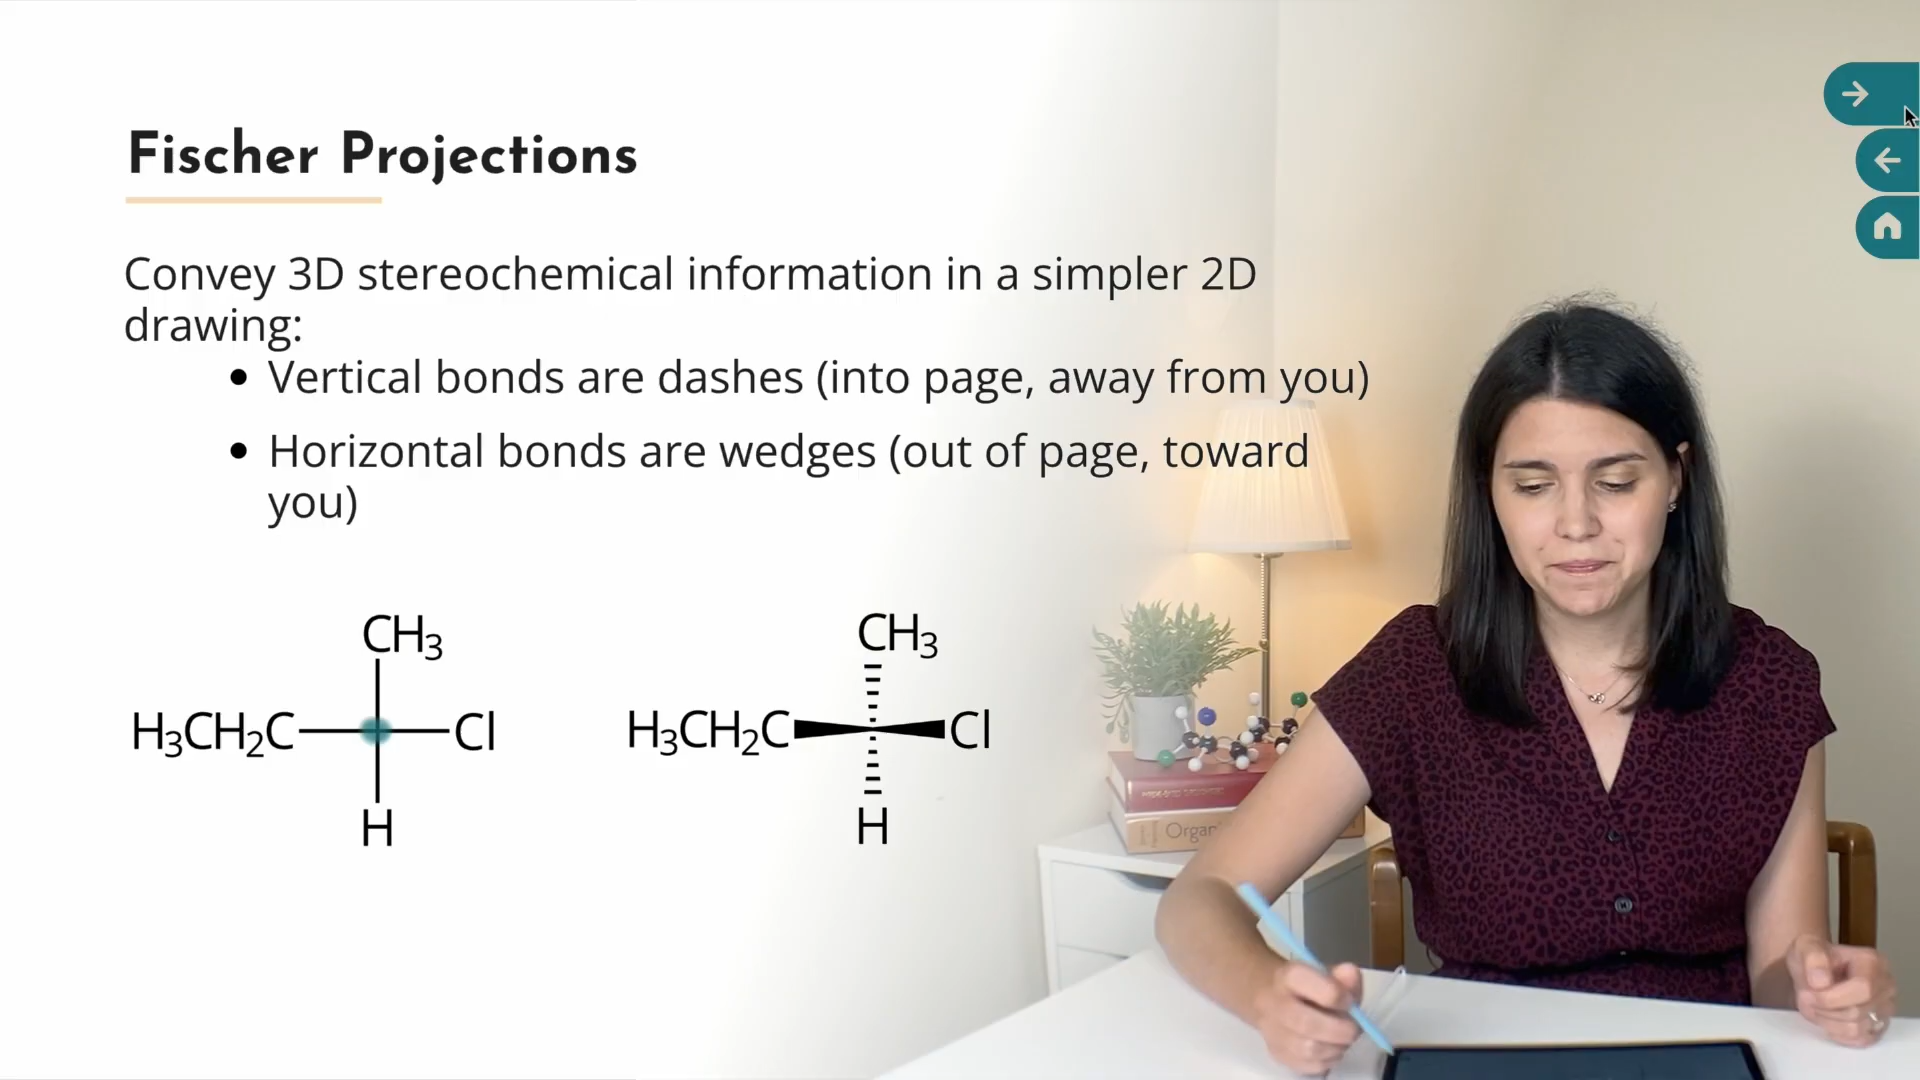 Fischer Projections
Convey 3D stereochemical information in a simpler 2D
drawing:
• Vertical bonds are dashes (into page, away from you)
• Horizontal bonds are wedges (out of page, toward
you)
CH₃
H₃CH₂C Cl
H
CH₃
H₃CH₂C Cl
H
Organ